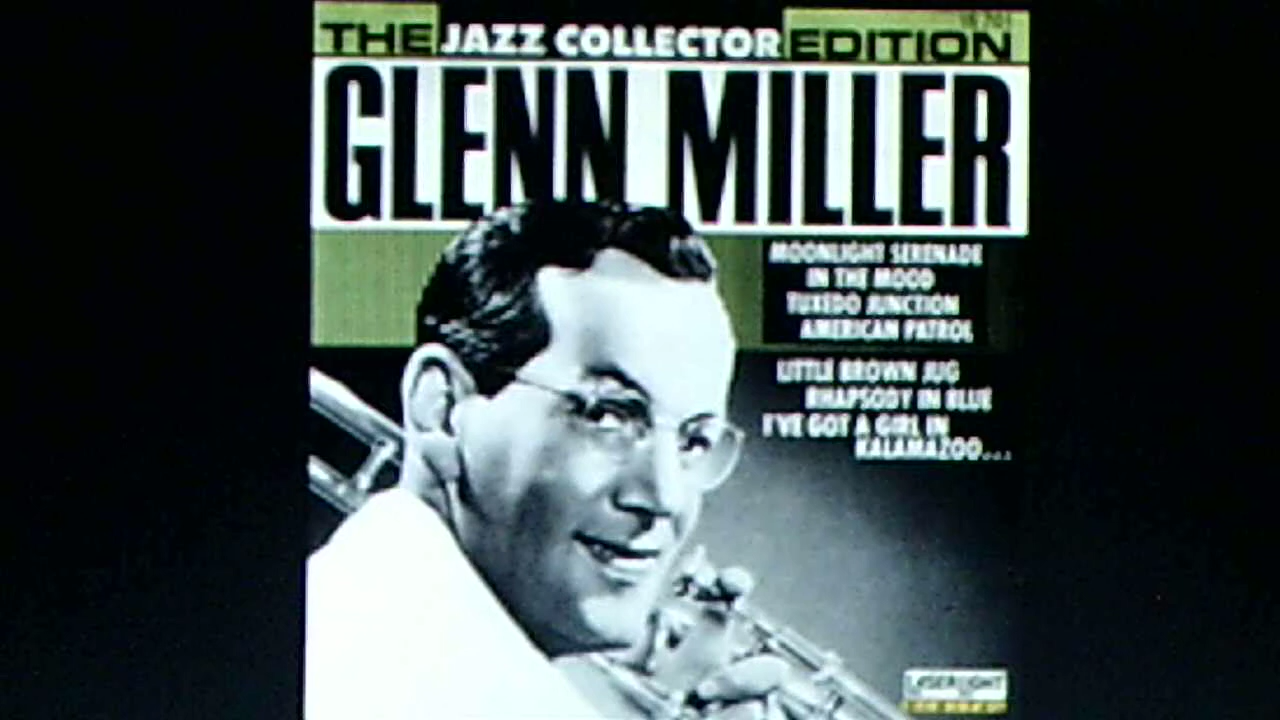 THE JAZZ COLLECTOR EDITION
GLENN MILLER
MOONLIGHT SERENADE
IN THE MOOD
TUXEDO JUNCTION
AMERICAN PATROL
LITTLE BROWN JUG
RHAPSODY IN BLUE
I'VE GOT A GIRL IN
KALAMAZOO...
LASERLIGHT